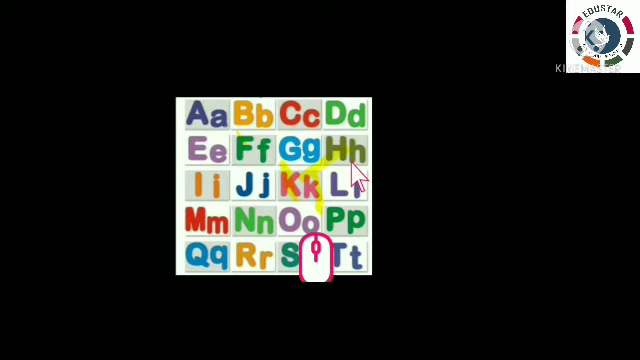 EDUSTAR
KINEMASTER
Aa Bb Cc Dd
Ee Ff Gg Hh
Ii Jj Kk Ll
Mm Nn Oo Pp
Qq Rr S Tt